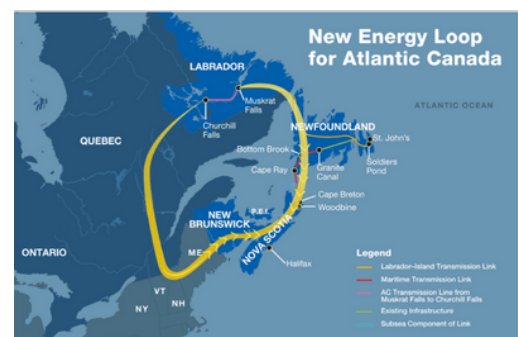 New Energy Loop
for Atlantic Canada
LABRADOR
ATLANTIC OCEAN
Muskrat
Falls
Churchill
Falls
NEWFOUNDLAND
St. John's
QUEBEC
Bottom Brook
Soldiers
Pond
Cape Ray
Granite
Canal
Cape Breton
Woodbine
P.E.I.
NEW
BRUNSWICK
NOVA SCOTIA
ME
ONTARIO
Halifax
VT
NY
NH
Legend
Labrador-Island Transmission Link
Maritime Transmission Link
AC Transmission Line from
Muskrat Falls to Churchill Falls
Existing Infrastructure
Subsea Component of Link